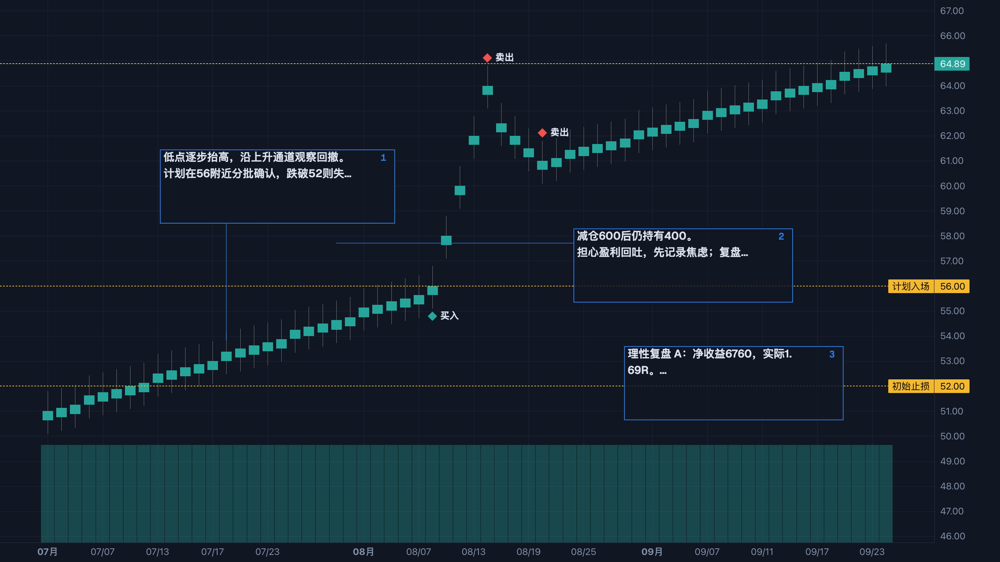 67.00
66.00
卖出
64.89
64.00
63.00
卖出
62.00
低点逐步抬高，沿上升通道观察回撤。 1
计划在56附近分批确认，跌破52则失...
61.00
60.00
59.00
减仓600后仍持有400。 2
担心盈利回吐，先记录焦虑；复盘...
58.00
57.00
计划入场 56.00
买入
55.00
54.00
理性复盘 A：净收益6760，实际1. 3
69R。...
53.00
初始止损 52.00
51.00
50.00
49.00
48.00
47.00
46.00
07月 07/07 07/13 07/17 07/23 08月 08/07 08/13 08/19 08/25 09月 09/07 09/11 09/17 09/23